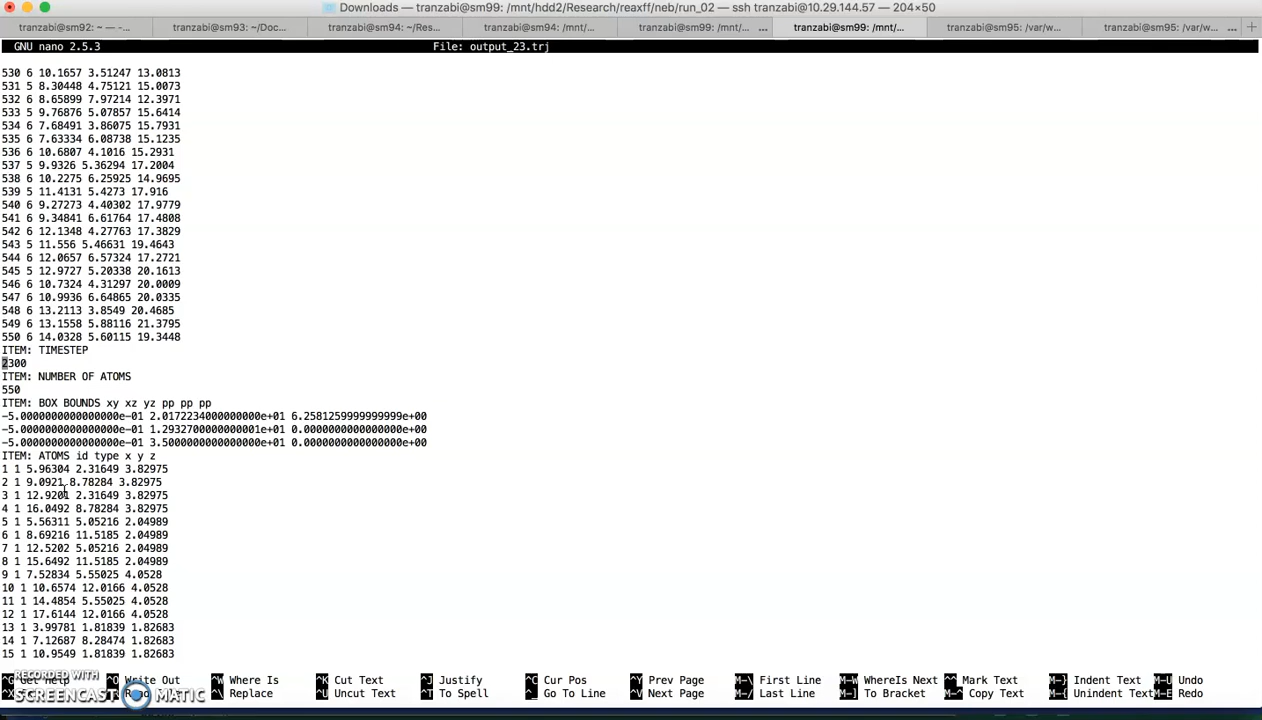 Downloads — tranzabi@sm99: /mnt/hdd2/Research/reaxff/neb/run_02 — ssh tranzabi@10.29.144.57 — 204×50
tranzabi@sm92: ~ — -... tranzabi@sm93: ~/Doc... tranzabi@sm94: ~/Res... tranzabi@sm94: /mnt/... tranzabi@sm99: /mnt/... ... tranzabi@sm99: /mnt/... tranzabi@sm95: /var/w... ... tranzabi@sm95: /var/w... ... +
GNU nano 2.5.3 File: output_23.trj
530 6 10.1657 3.51247 13.0813
531 5 8.30448 4.75121 15.0073
532 6 8.65899 7.97214 12.3971
533 5 9.76876 5.07857 15.6414
534 6 7.68491 3.86075 15.7931
535 6 7.63334 6.08738 15.1235
536 6 10.6807 4.1016 15.2931
537 5 9.9326 5.36294 17.2004
538 6 10.2275 6.25925 14.9695
539 5 11.4131 5.4273 17.916
540 6 9.27273 4.40302 17.9779
541 6 9.34841 6.61764 17.4808
542 6 12.1348 4.27763 17.3829
543 5 11.556 5.46631 19.4643
544 6 12.0657 6.57324 17.2721
545 5 12.9727 5.20338 20.1613
546 6 10.7324 4.31297 20.0009
547 6 10.9936 6.64865 20.0335
548 6 13.2113 3.8549 20.4685
549 6 13.1558 5.88116 21.3795
550 6 14.0328 5.60115 19.3448
ITEM: TIMESTEP
2300
ITEM: NUMBER OF ATOMS
550
ITEM: BOX BOUNDS xy xz yz pp pp pp
-5.0000000000000000e-01 2.0172234000000000e+01 6.2581259999999999e+00
-5.0000000000000000e-01 1.2932700000000001e+01 0.0000000000000000e+00
-5.0000000000000000e-01 3.5000000000000000e+01 0.0000000000000000e+00
ITEM: ATOMS id type x y z
1 1 5.96304 2.31649 3.82975
2 1 9.0921 8.78284 3.82975
3 1 12.9201 2.31649 3.82975
4 1 16.0492 8.78284 3.82975
5 1 5.56311 5.05216 2.04989
6 1 8.69216 11.5185 2.04989
7 1 12.5202 5.05216 2.04989
8 1 15.6492 11.5185 2.04989
9 1 7.52834 5.55025 4.0528
10 1 10.6574 12.0166 4.0528
11 1 14.4854 5.55025 4.0528
12 1 17.6144 12.0166 4.0528
13 1 3.99781 1.81839 1.82683
14 1 7.12687 8.28474 1.82683
15 1 10.9549 1.81839 1.82683
^G Get Help ^O Write Out ^W Where Is ^K Cut Text ^J Justify ^C Cur Pos ^Y Prev Page M-\ First Line M-W WhereIs Next ^^ Mark Text M-} Indent Text M-U Undo
^X ^\ Replace ^U Uncut Text ^T To Spell ^_ Go To Line ^V Next Page M-/ Last Line M-] To Bracket M-^ Copy Text M-{ Unindent Text M-E Redo
RECORDED WITH
SCREENCAST MATIC